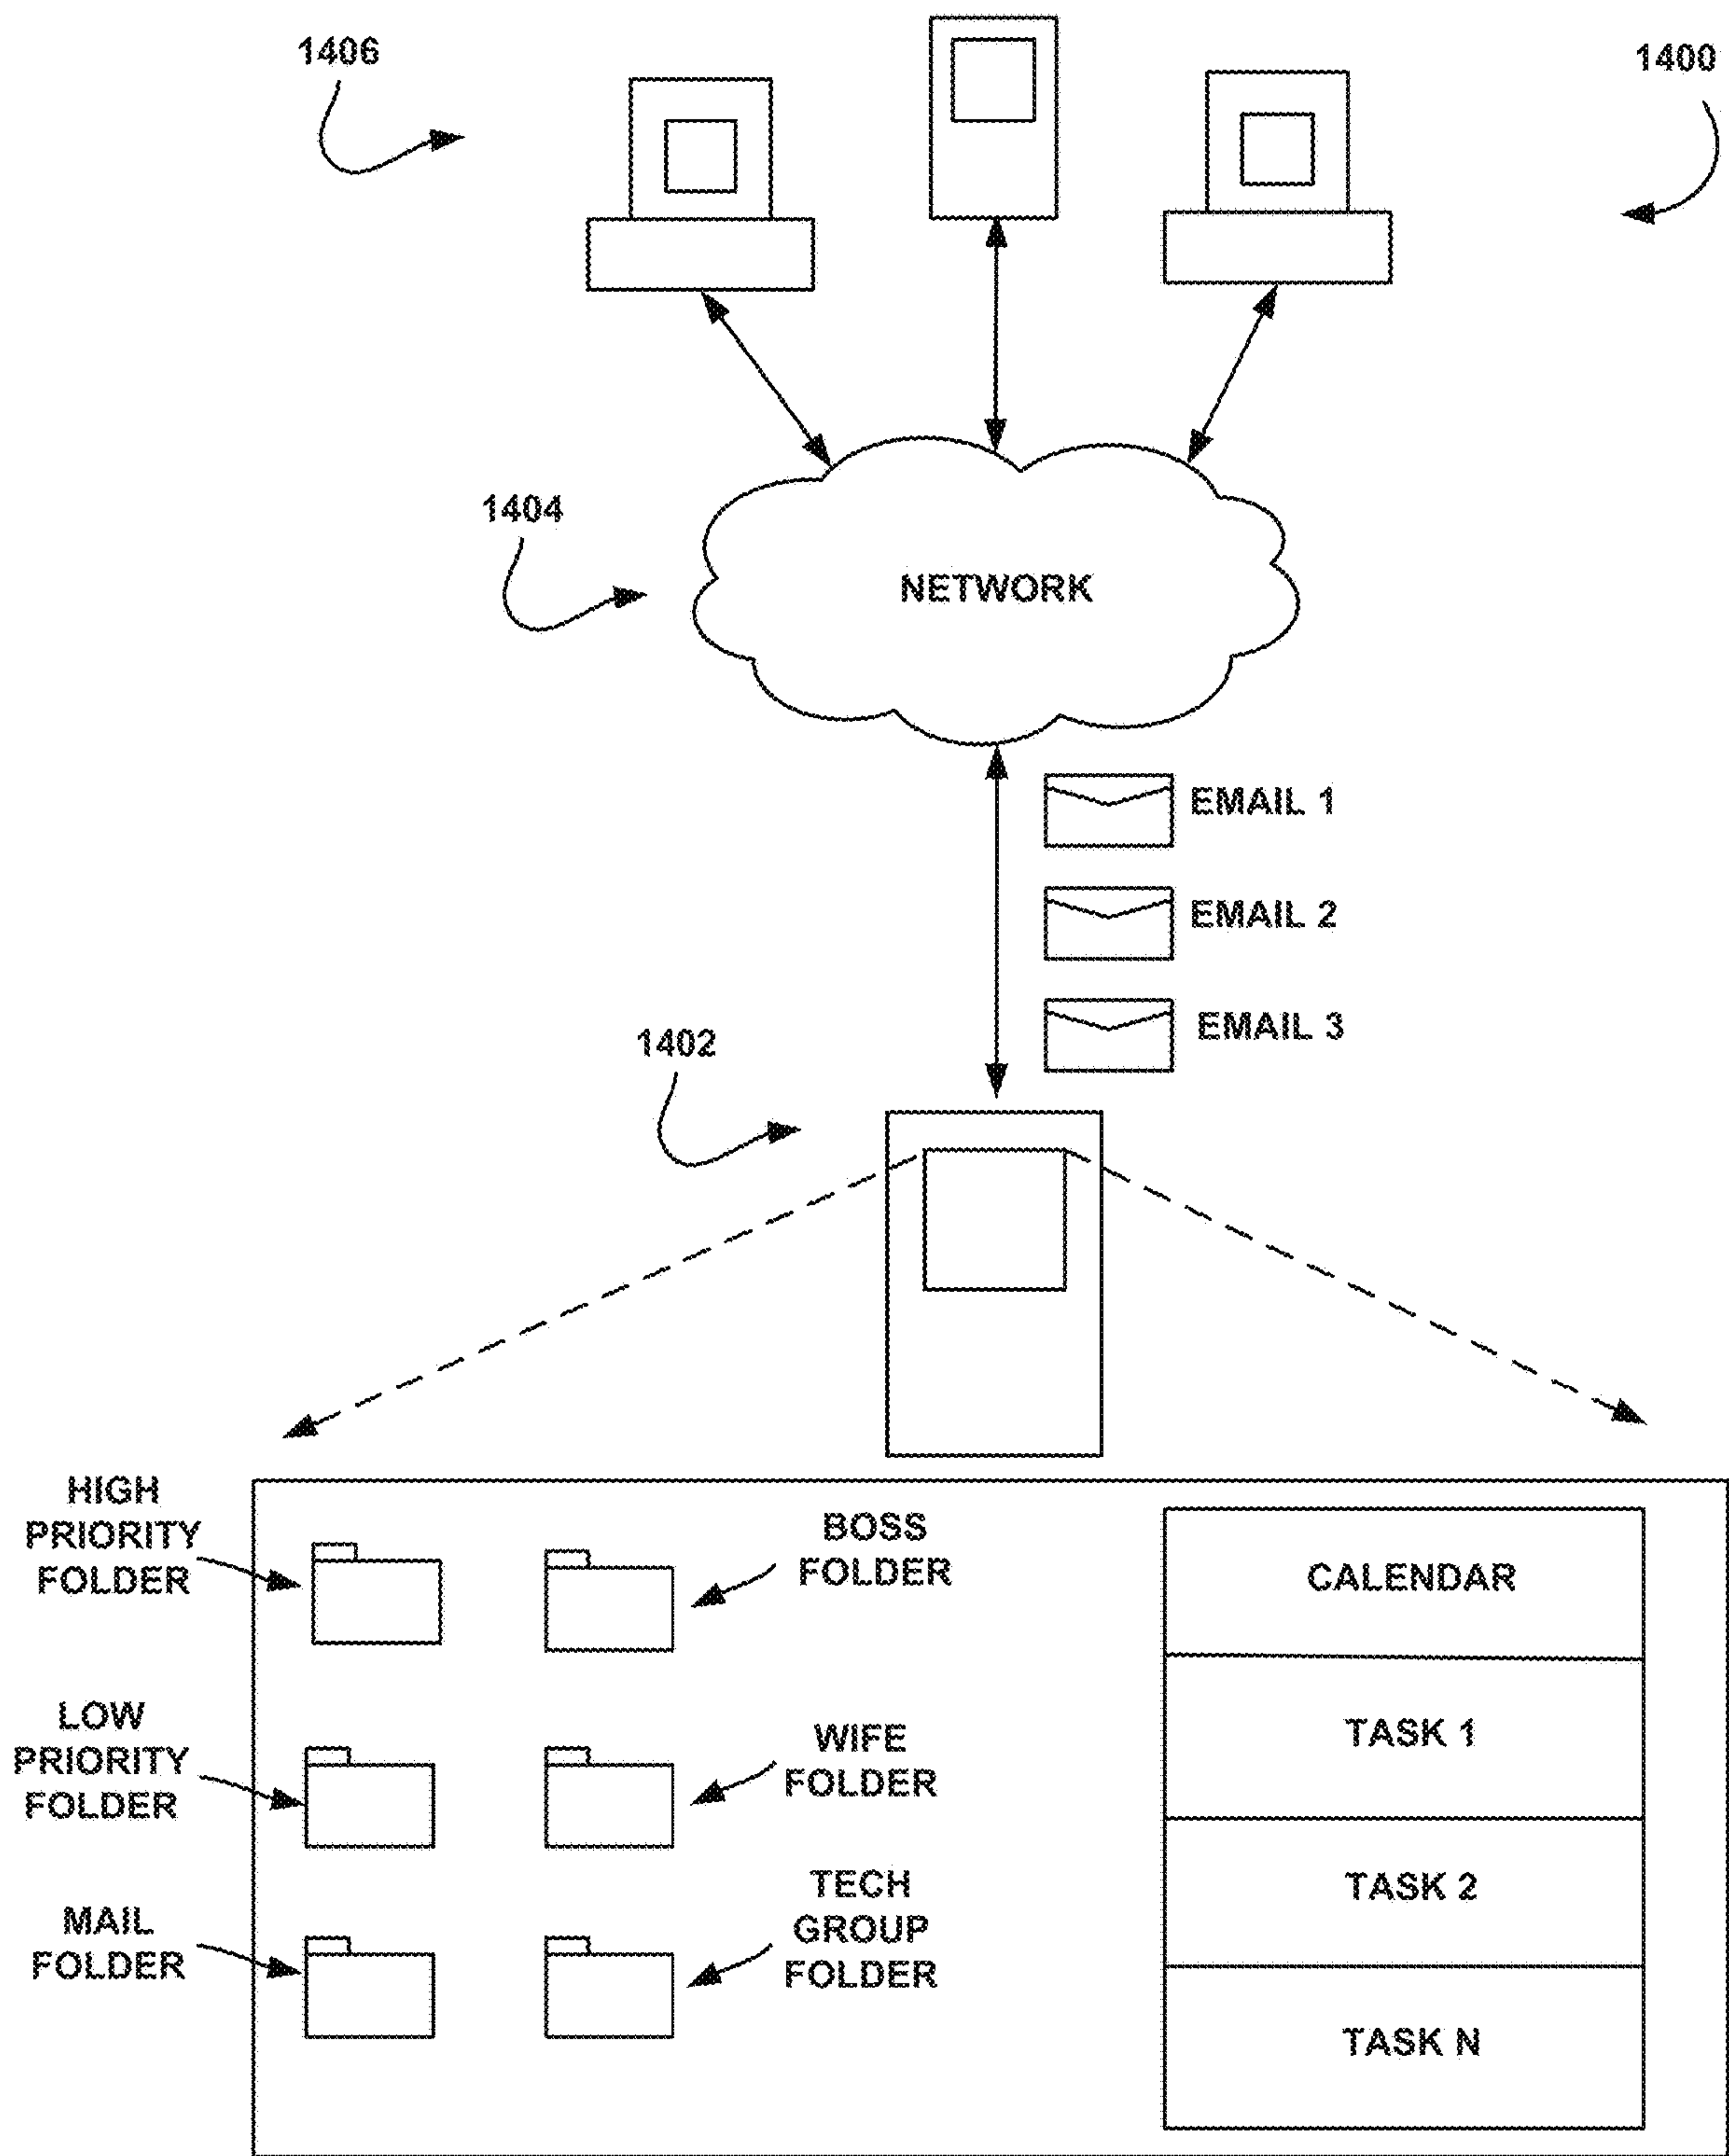 1406
1400
1404
NETWORK
EMAIL 1
EMAIL 2
EMAIL 3
1402
HIGH
PRIORITY
FOLDER
BOSS
FOLDER
CALENDAR
LOW
PRIORITY
FOLDER
WIFE
FOLDER
TASK 1
MAIL
FOLDER
TECH
GROUP
FOLDER
TASK 2
TASK N